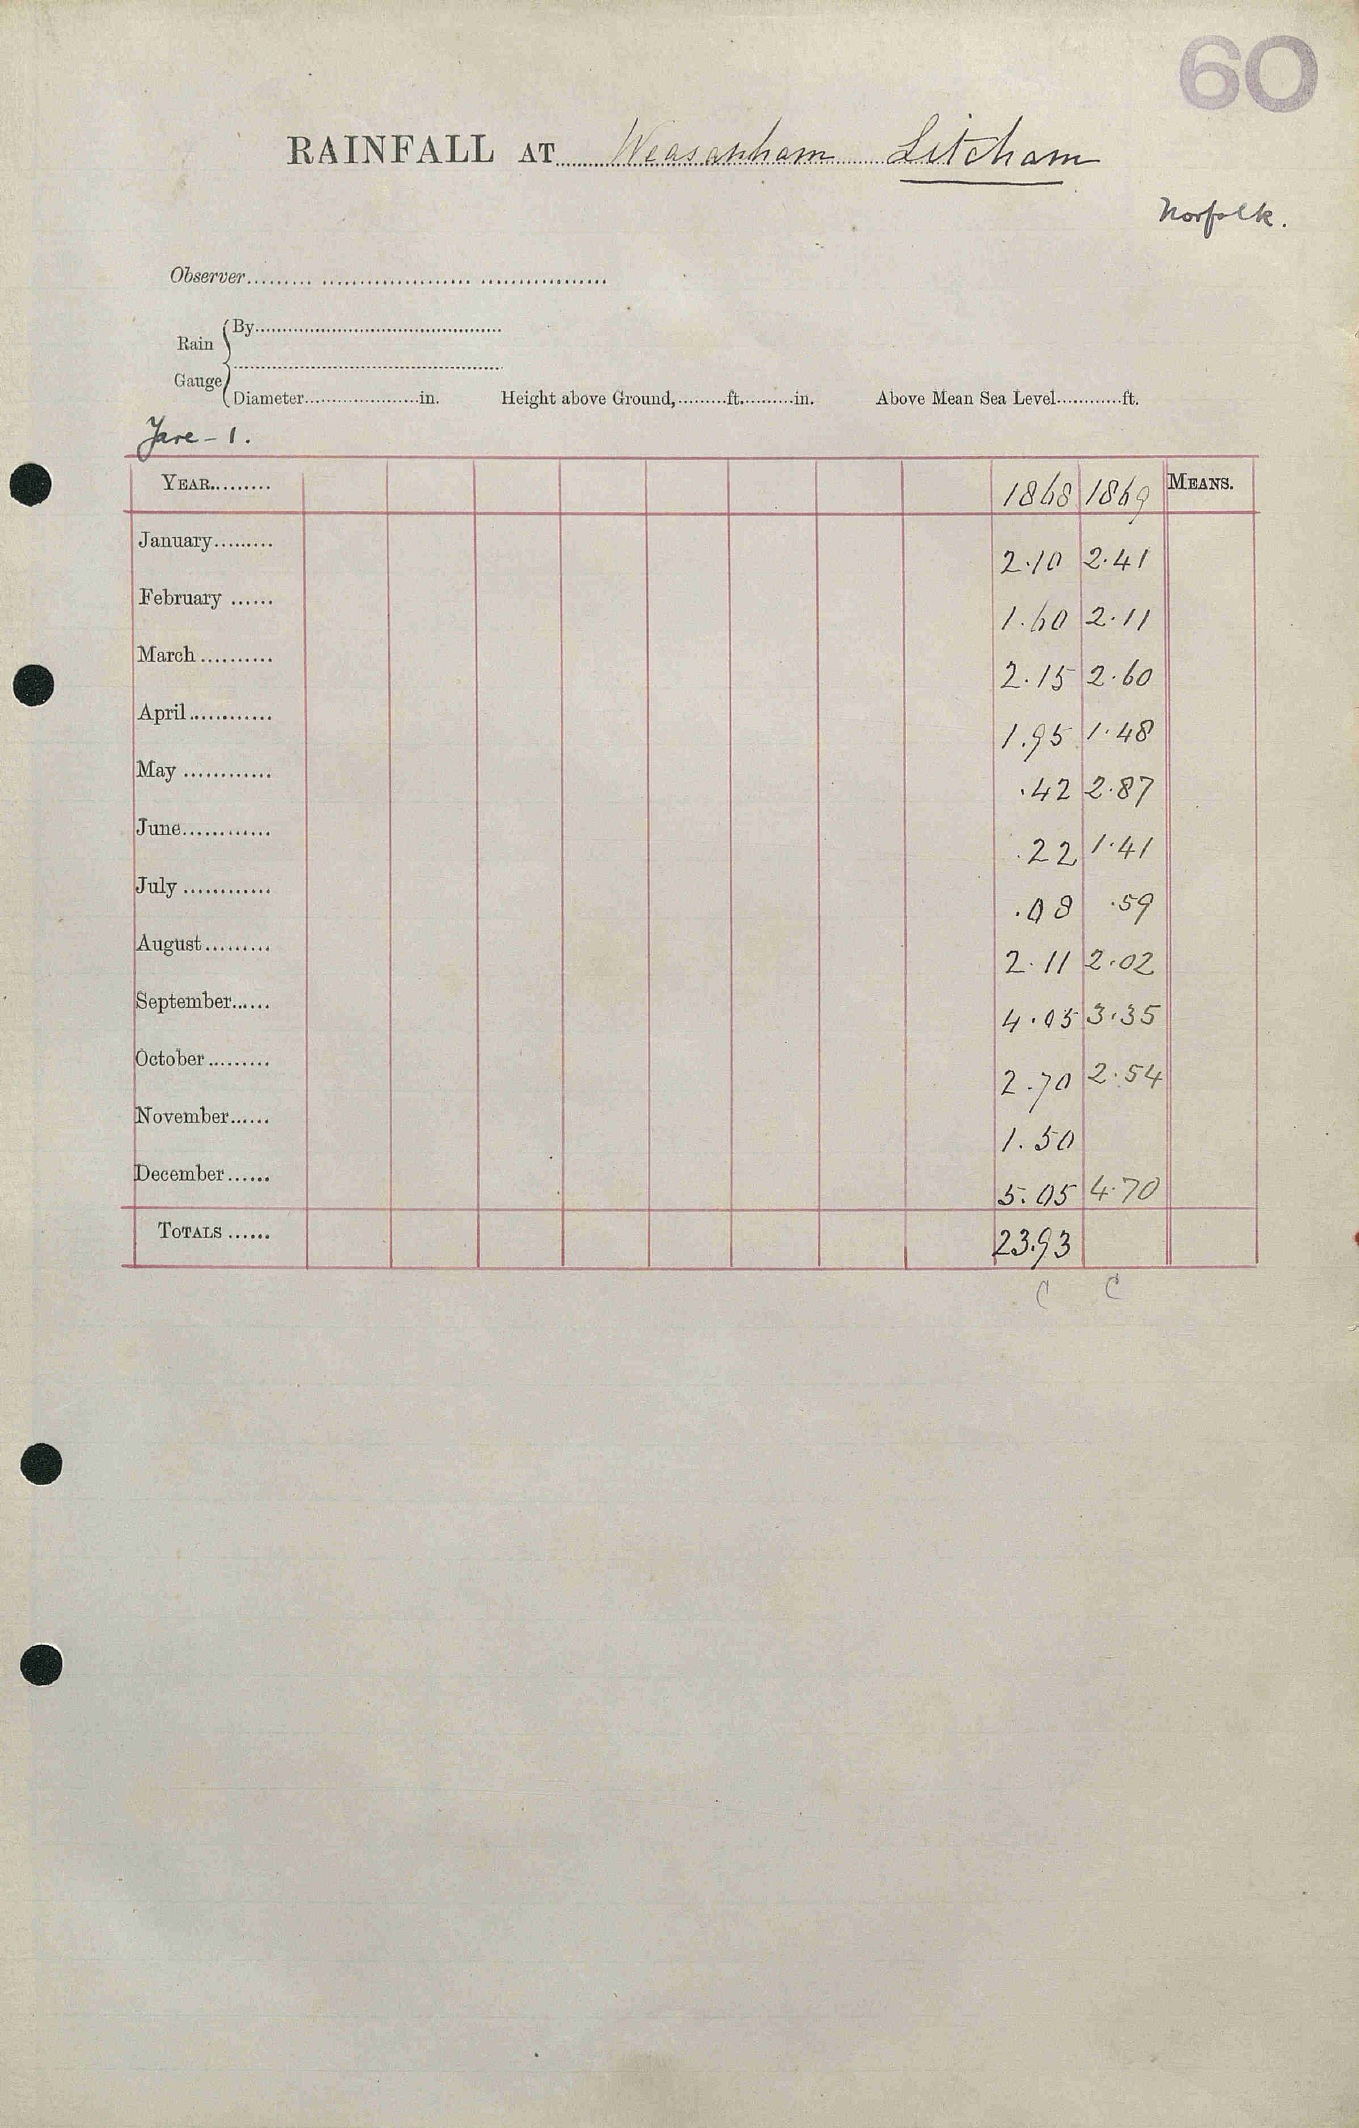 60
RAINFALL AT Weasenham Litcham
Norfolk.
Observer
Rain Gauge
By
Diameter in. Height above Ground, ft. in. Above Mean Sea Level ft.
Yare - 1.
YEAR 1868 1869 MEANS.
January 2.10 2.41
February 1.60 2.11
March 2.15 2.60
April 1.95 1.48
May .42 2.87
June .22 1.41
July .08 .59
August 2.11 2.02
September 4.05 3.35
October 2.70 2.54
November 1.50
December 5.05 4.70
TOTALS 23.93
C C